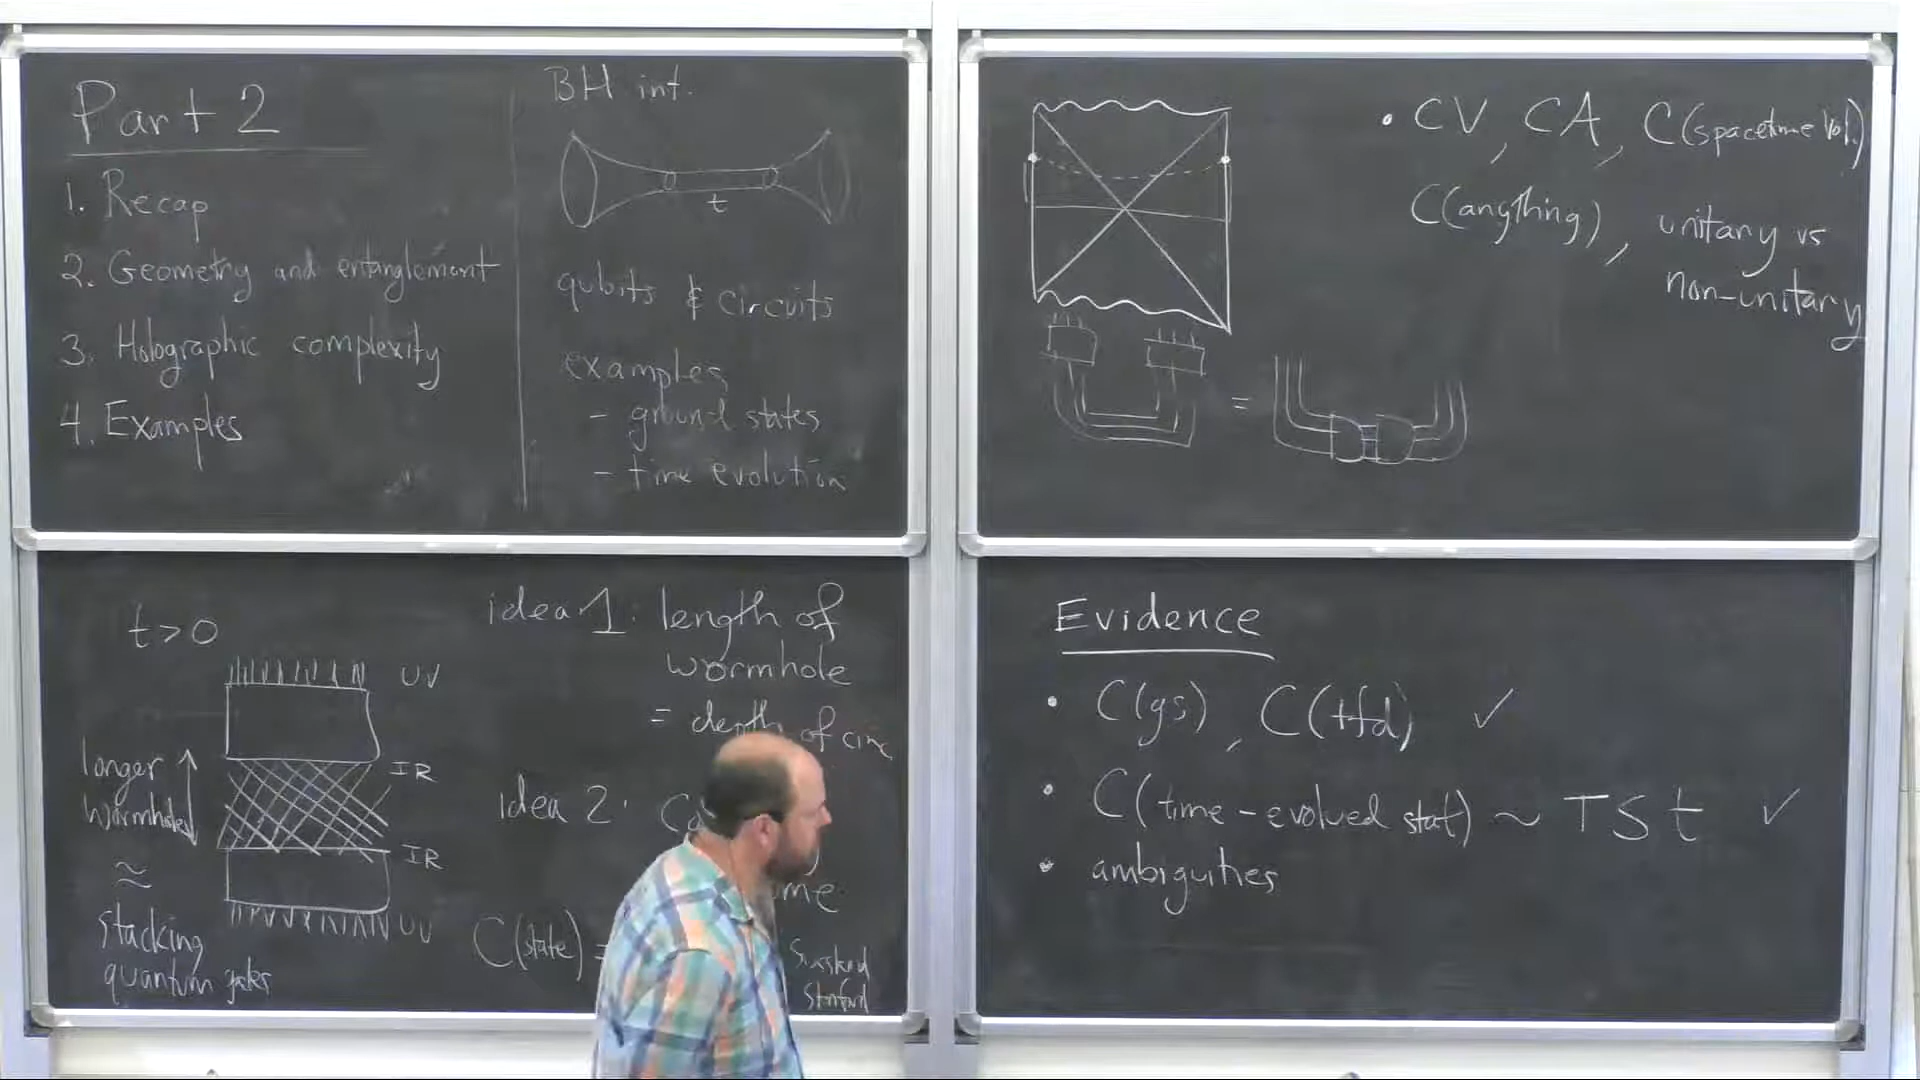 Part 2
1. Recap
2. Geometry and entanglement
3. Holographic complexity
4. Examples
BH int.
t
qubits & circuits
examples
- ground states
- time evolution
• CV, CA, C(spacetime vol.)
C(anything), unitary vs
non-unitary
=
t>0
UV
IR
IR
UV
longer
wormhole
≈
stacking
quantum gates
idea 1: length of
wormhole
= depth of circ
idea 2:
C(state) =
Stanford
Evidence
• C(gs), C(tfd) ✓
• C(time-evolved stat) ~ TSt ✓
• ambiguities